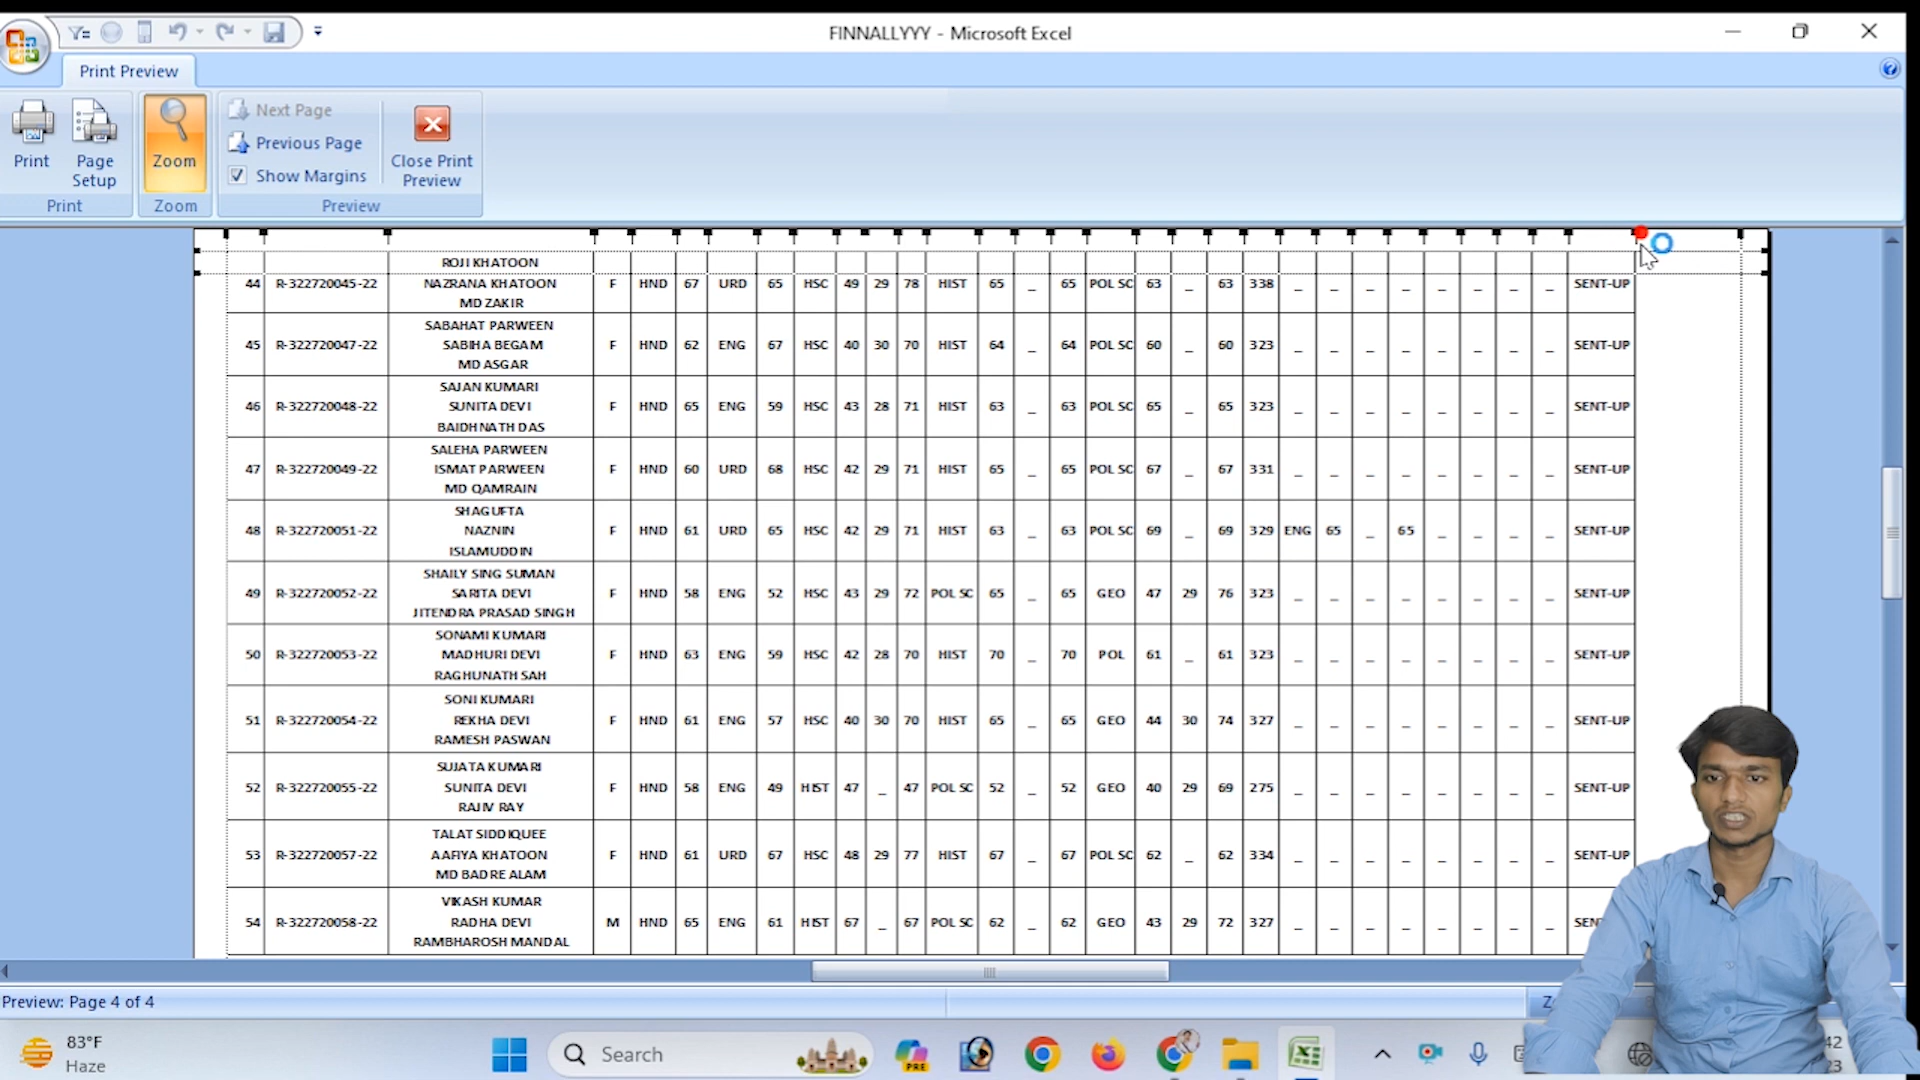 FINNALLYYY - Microsoft Excel
Print Preview
Print
Page Setup
Zoom
Next Page
Previous Page
Show Margins
Close Print Preview
Print
Zoom
Preview
ROJI KHATOON
44 R-322720045-22 NAZRANA KHATOON F HND 67 URD 65 HSC 49 29 78 HIST 65 _ 65 POL SC 63 _ 63 338 _ _ _ _ _ _ _ _ SENT-UP
MD ZAKIR
SABAHAT PARWEEN
45 R-322720047-22 SABIHA BEGAM F HND 62 ENG 67 HSC 40 30 70 HIST 64 _ 64 POL SC 60 _ 60 323 _ _ _ _ _ _ _ _ SENT-UP
MD ASGAR
SAJAN KUMARI
46 R-322720048-22 SUNITA DEVI F HND 65 ENG 59 HSC 43 28 71 HIST 63 _ 63 POL SC 65 _ 65 323 _ _ _ _ _ _ _ _ SENT-UP
BAIDHNATH DAS
SALEHA PARWEEN
47 R-322720049-22 ISMAT PARWEEN F HND 60 URD 68 HSC 42 29 71 HIST 65 _ 65 POL SC 67 _ 67 331 _ _ _ _ _ _ _ _ SENT-UP
MD QAMRAIN
SHAGUFTA
48 R-322720051-22 NAZNIN F HND 61 URD 65 HSC 42 29 71 HIST 63 _ 63 POL SC 69 _ 69 329 ENG 65 _ 65 _ _ _ _ SENT-UP
ISLAMUDDIN
SHAILY SING SUMAN
49 R-322720052-22 SARITA DEVI F HND 58 ENG 52 HSC 43 29 72 POL SC 65 _ 65 GEO 47 29 76 323 _ _ _ _ _ _ _ _ SENT-UP
JITENDRA PRASAD SINGH
SONAMI KUMARI
50 R-322720053-22 MADHURI DEVI F HND 63 ENG 59 HSC 42 28 70 HIST 70 _ 70 POL 61 _ 61 323 _ _ _ _ _ _ _ _ SENT-UP
RAGHUNATH SAH
SONI KUMARI
51 R-322720054-22 REKHA DEVI F HND 61 ENG 57 HSC 40 30 70 HIST 65 _ 65 GEO 44 30 74 327 _ _ _ _ _ _ _ _ SENT-UP
RAMESH PASWAN
SUJATA KUMARI
52 R-322720055-22 SUNITA DEVI F HND 58 ENG 49 HIST 47 _ 47 POL SC 52 _ 52 GEO 40 29 69 275 _ _ _ _ _ _ _ _ SENT-UP
RAJIV RAY
TALAT SIDDIQUEE
53 R-322720057-22 AAFIYA KHATOON F HND 61 URD 67 HSC 48 29 77 HIST 67 _ 67 POL SC 62 _ 62 334 _ _ _ _ _ _ _ _ SENT-UP
MD BADRE ALAM
VIKASH KUMAR
54 R-322720058-22 RADHA DEVI M HND 65 ENG 61 HIST 67 _ 67 POL SC 62 _ 62 GEO 43 29 72 327 _ _ _ _ _ _ _ _
RAMBHAROSH MANDAL
Preview: Page 4 of 4
83°F
Haze
Search
PRE